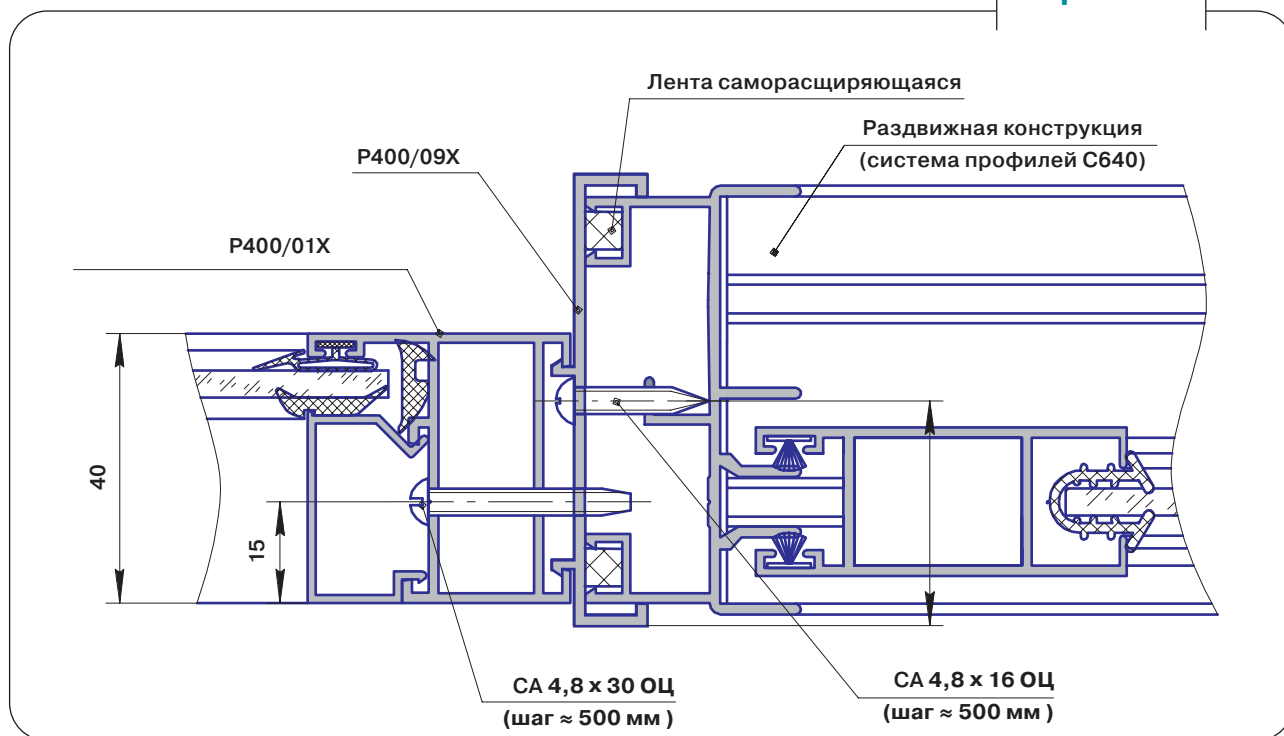 Лента саморасщиряющаяся
Раздвижная конструкция
(система профилей С640)
Р400/09Х
Р400/01Х
40
15
СА 4,8 х 30 ОЦ
(шаг ≈ 500 мм )
СА 4,8 х 16 ОЦ
(шаг ≈ 500 мм )